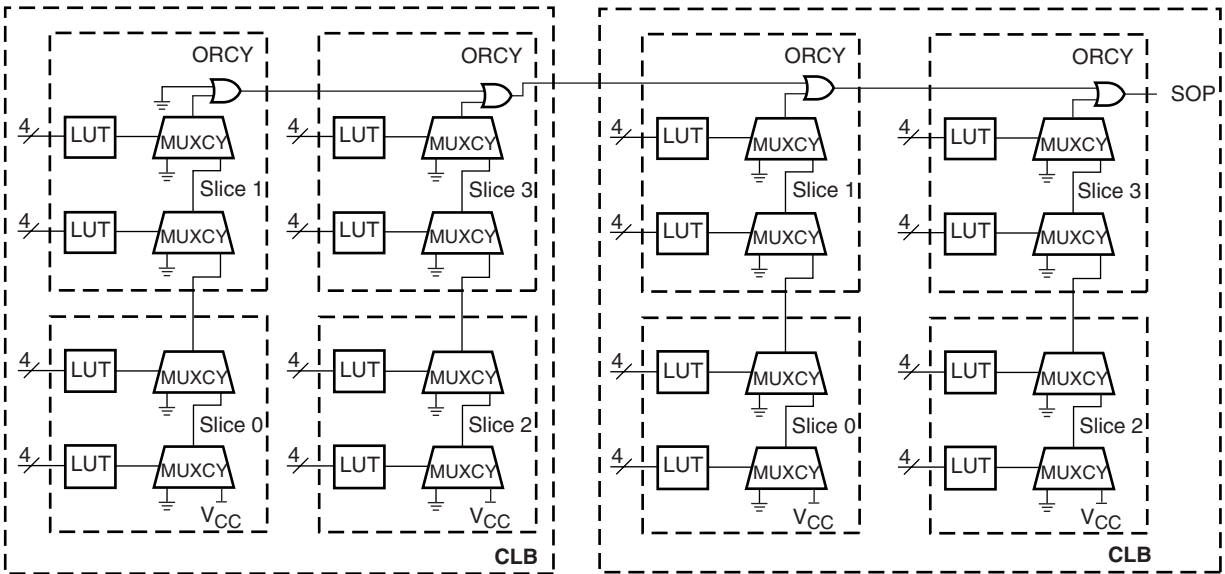 ORCY ORCY ORCY ORCY
SOP
4 LUT MUXCY 4 LUT MUXCY 4 LUT MUXCY 4 LUT MUXCY
Slice 1 Slice 3 Slice 1 Slice 3
4 LUT MUXCY 4 LUT MUXCY 4 LUT MUXCY 4 LUT MUXCY
4 LUT MUXCY 4 LUT MUXCY 4 LUT MUXCY 4 LUT MUXCY
Slice 0 Slice 2 Slice 0 Slice 2
4 LUT MUXCY 4 LUT MUXCY 4 LUT MUXCY 4 LUT MUXCY
VCC VCC VCC VCC
CLB CLB